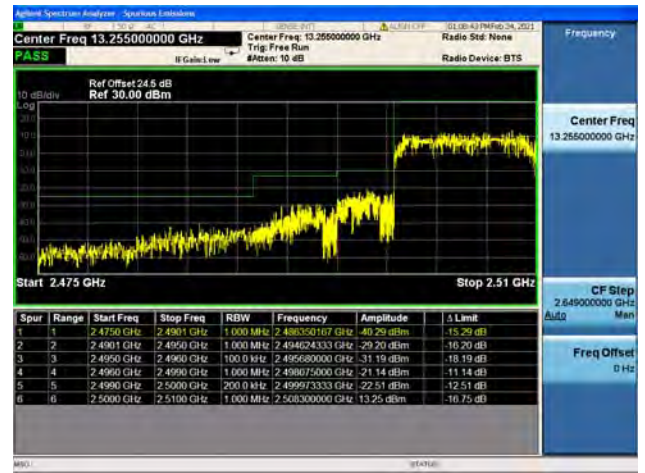 Agilent Spectrum Analyzer - Spurious Emissions
Center Freq 13.255000000 GHz
Center Freq: 13.255000000 GHz
Radio Std: None
Trig: Free Run
PASS
IFGain:Low
#Atten: 10 dB
Radio Device: BTS
Frequency
Ref Offset 24.5 dB
10 dB/div
Ref 30.00 dBm
Log
Center Freq
13.255000000 GHz
Start 2.475 GHz
Stop 2.51 GHz
CF Step
2.649000000 GHz
Auto Man
Freq Offset
0 Hz
Spur Range Start Freq Stop Freq RBW Frequency Amplitude Δ Limit
1 1 2.4750 GHz 2.4901 GHz 1.000 MHz 2.486350167 GHz -40.29 dBm -15.29 dB
2 2 2.4901 GHz 2.4950 GHz 1.000 MHz 2.494624333 GHz -29.20 dBm -16.20 dB
3 3 2.4950 GHz 2.4960 GHz 100.0 kHz 2.495680000 GHz -31.19 dBm -18.19 dB
4 4 2.4960 GHz 2.4990 GHz 1.000 MHz 2.498675000 GHz -21.14 dBm -11.14 dB
5 5 2.4990 GHz 2.5000 GHz 200.0 kHz 2.499973333 GHz -22.51 dBm -12.51 dB
6 6 2.5000 GHz 2.5100 GHz 1.000 MHz 2.508300000 GHz 13.25 dBm -16.75 dB
MSG
STATUS